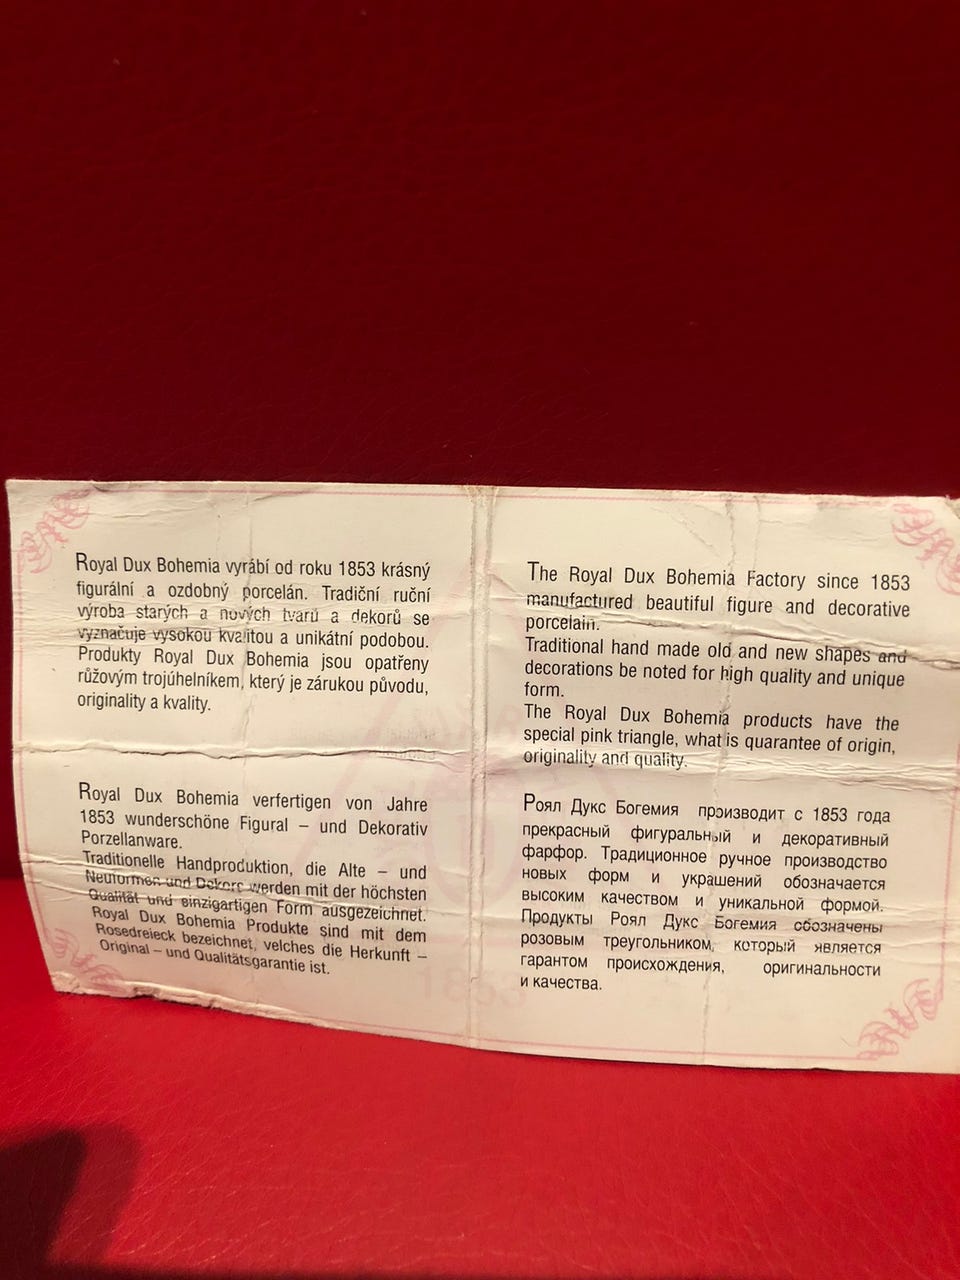 Royal Dux Bohemia vyrábí od roku 1853 krásný
figurální a ozdobný porcelán. Tradiční ruční
výroba starých a nových tvarů a dekorů se
vyznačuje vysokou kvalitou a unikátní podobou.
Produkty Royal Dux Bohemia jsou opatřeny
růžovým trojúhelníkem, který je zárukou původu,
originality a kvality.
Royal Dux Bohemia verfertigen von Jahre
1853 wunderschöne Figural – und Dekorativ
Porzellanware.
Traditionelle Handproduktion, die Alte – und
Neuformen und Dekors werden mit der höchsten
Qualität und einzigartigen Form ausgezeichnet.
Royal Dux Bohemia Produkte sind mit dem
Rosedreieck bezeichnet, velches die Herkunft –
Original – und Qualitätsgarantie ist.
The Royal Dux Bohemia Factory since 1853
manufactured beautiful figure and decorative
porcelain.
Traditional hand made old and new shapes and
decorations be noted for high quality and unique
form.
The Royal Dux Bohemia products have the
special pink triangle, what is quarantee of origin,
originality and quality.
Роял Дукс Богемия производит с 1853 года
прекрасный фигуральный и декоративный
фарфор. Традиционное ручное производство
новых форм и украшений обозначается
высоким качеством и уникальной формой.
Продукты Роял Дукс Богемия обозначены
розовым треугольником, который является
гарантом происхождения, оригинальности
и качества.